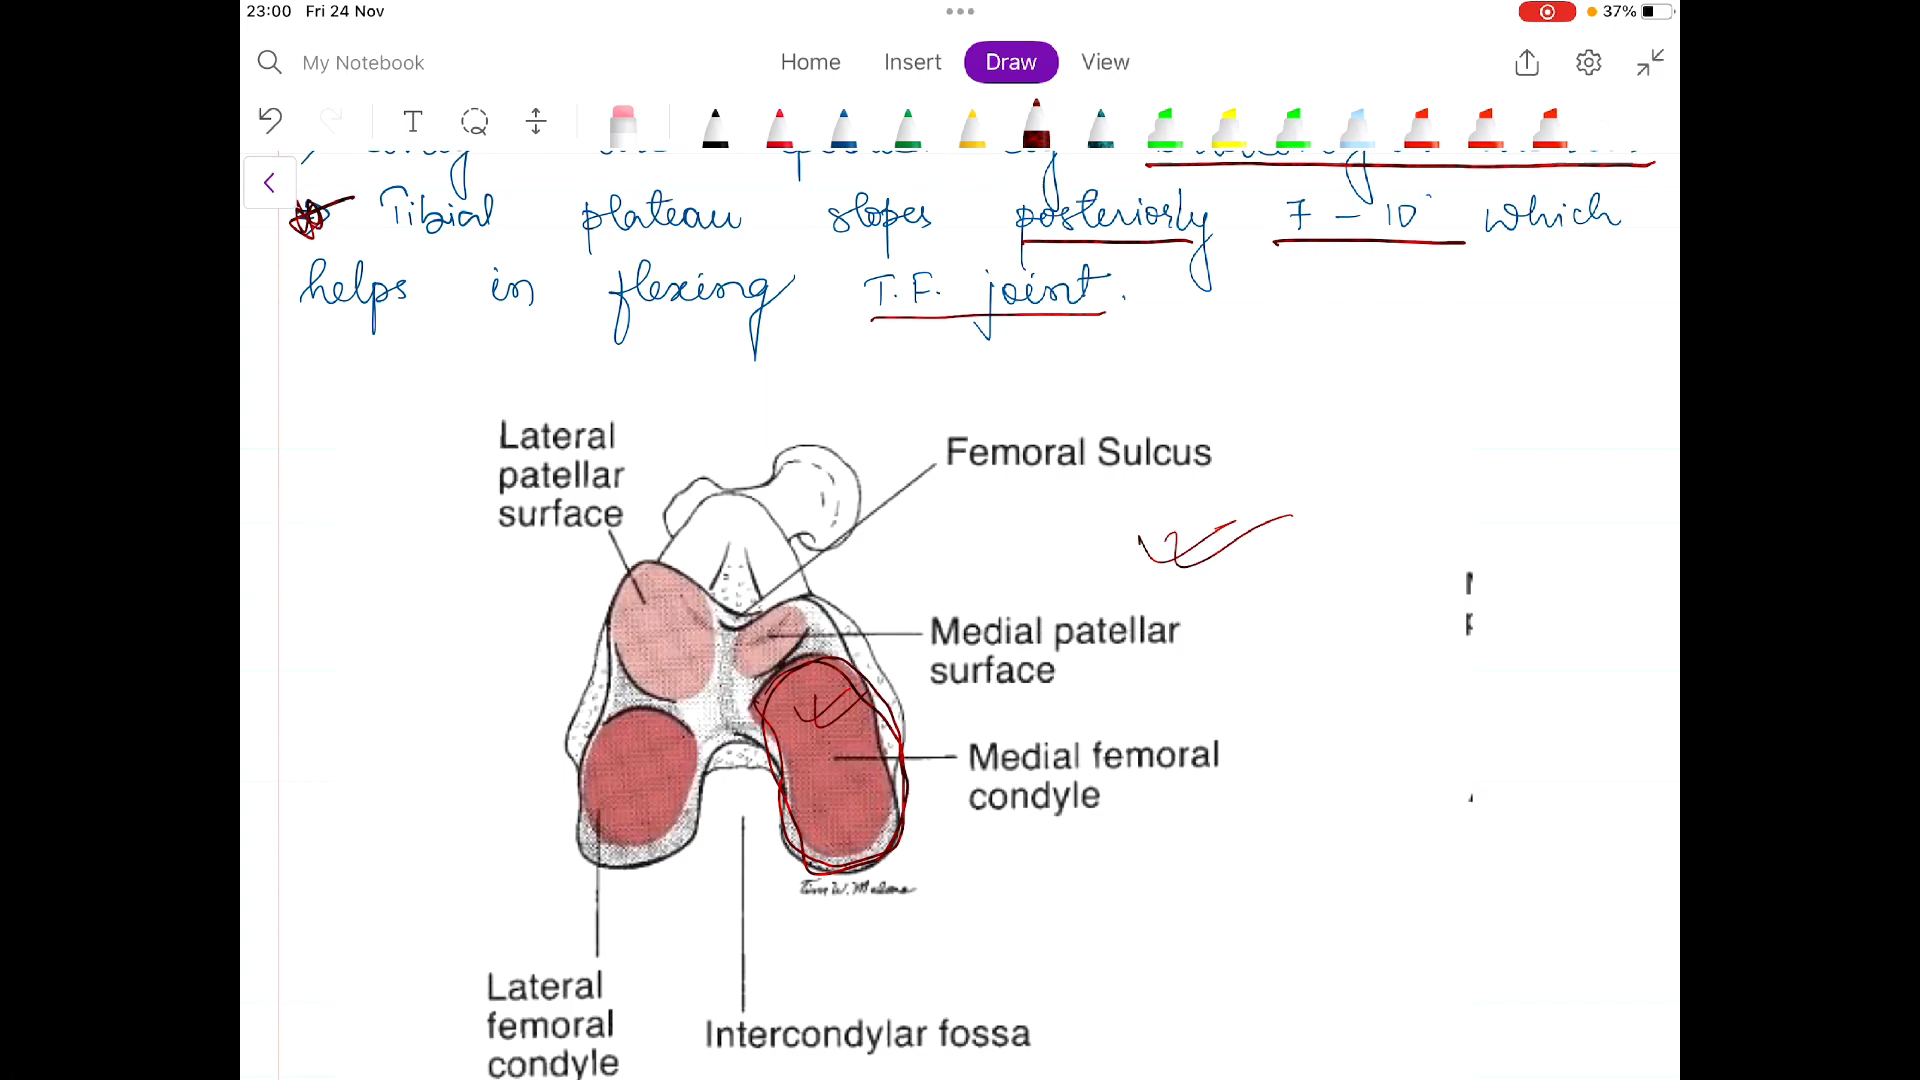 23:00 Fri 24 Nov
37%
My Notebook
Home Insert Draw View
T
Tibial plateau slopes posteriorly 7 - 10° which
helps in flexing T.F. joint.
Lateral
patellar
surface
Femoral Sulcus
Medial patellar
surface
Medial femoral
condyle
Lateral
femoral
condyle
Intercondylar fossa